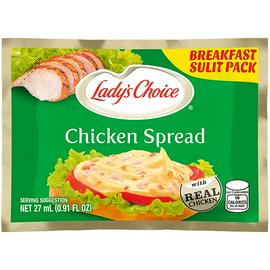 BREAKFAST
SULIT PACK
Lady's Choice
Chicken Spread
with
REAL
CHICKEN
SERVING SUGGESTION
NET 27 mL (0.91 FL OZ)